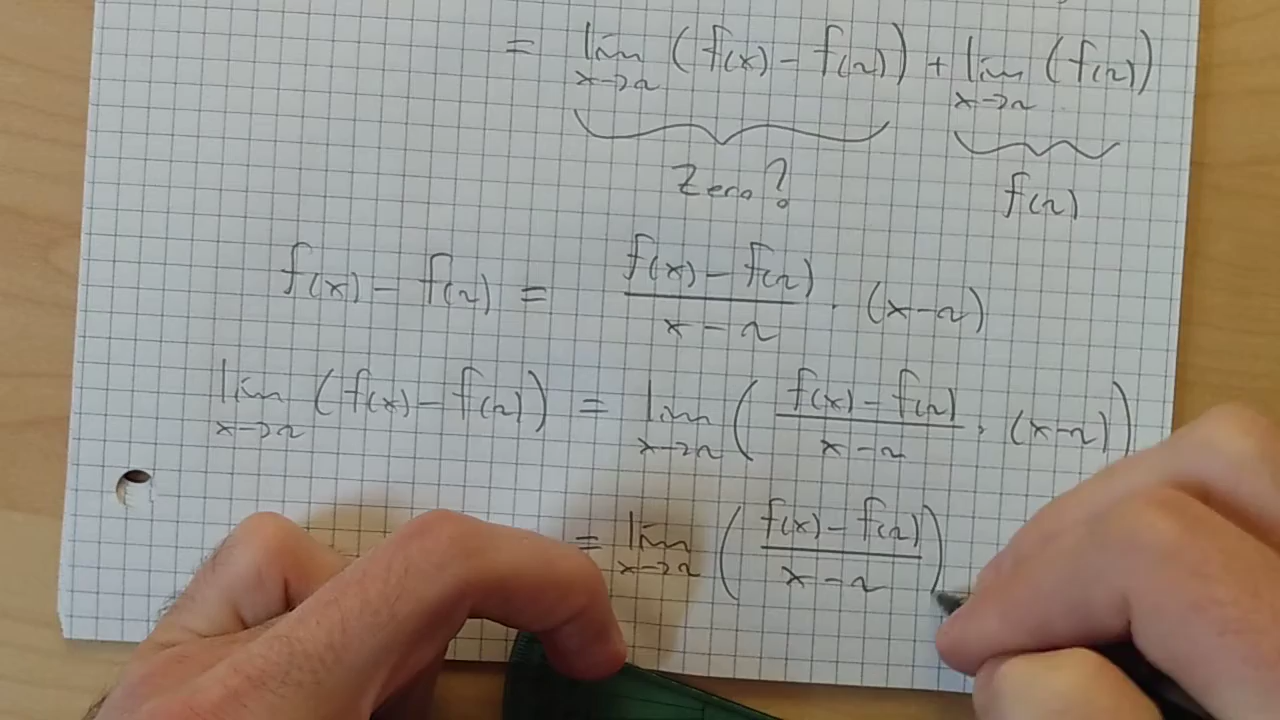 = lim (f(x) - f(a)) + lim (f(a))
x→a x→a
Zero? f(a)
f(x) - f(a) = f(x) - f(a) / x - a · (x-a)
lim (f(x) - f(a)) = lim ( f(x) - f(a) / x - a · (x-a) )
x→a x→a
= lim ( f(x) - f(a) / x - a )
x→a